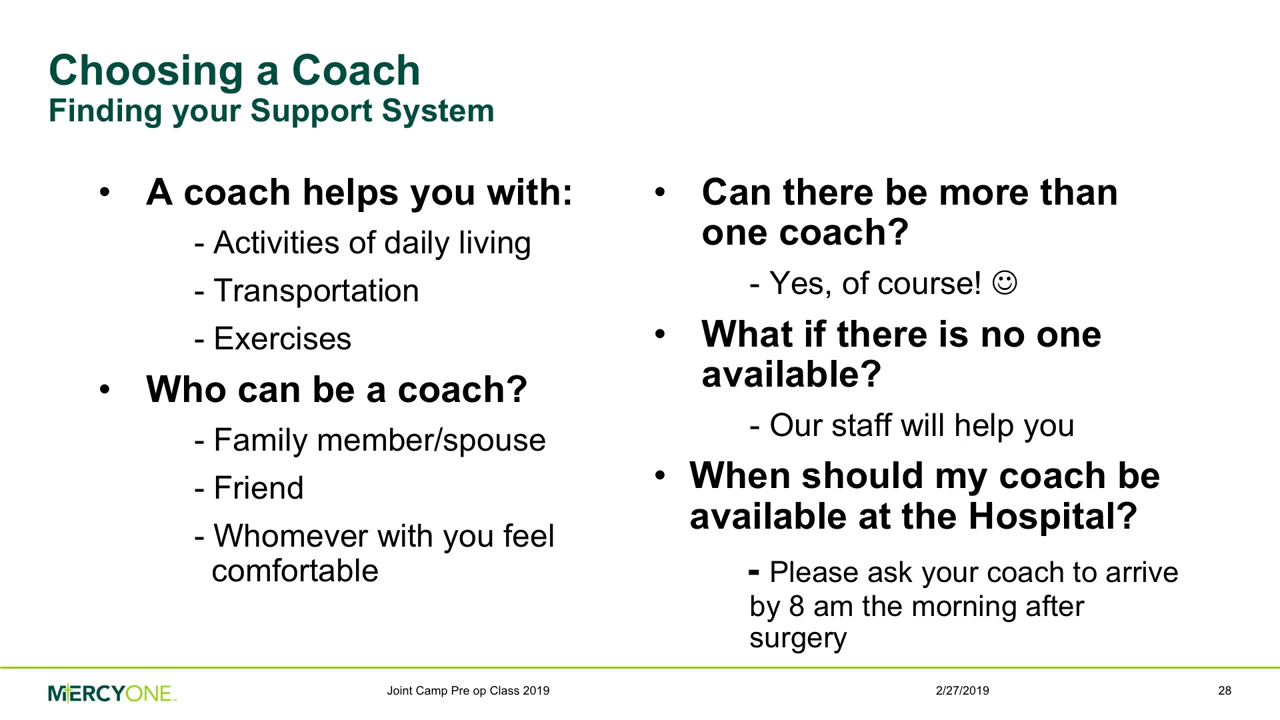 Choosing a Coach
Finding your Support System
• A coach helps you with:
- Activities of daily living
- Transportation
- Exercises
• Who can be a coach?
- Family member/spouse
- Friend
- Whomever with you feel
comfortable
• Can there be more than
one coach?
- Yes, of course! ☺
• What if there is no one
available?
- Our staff will help you
• When should my coach be
available at the Hospital?
- Please ask your coach to arrive
by 8 am the morning after
surgery
MERCYONE
Joint Camp Pre op Class 2019
2/27/2019
28